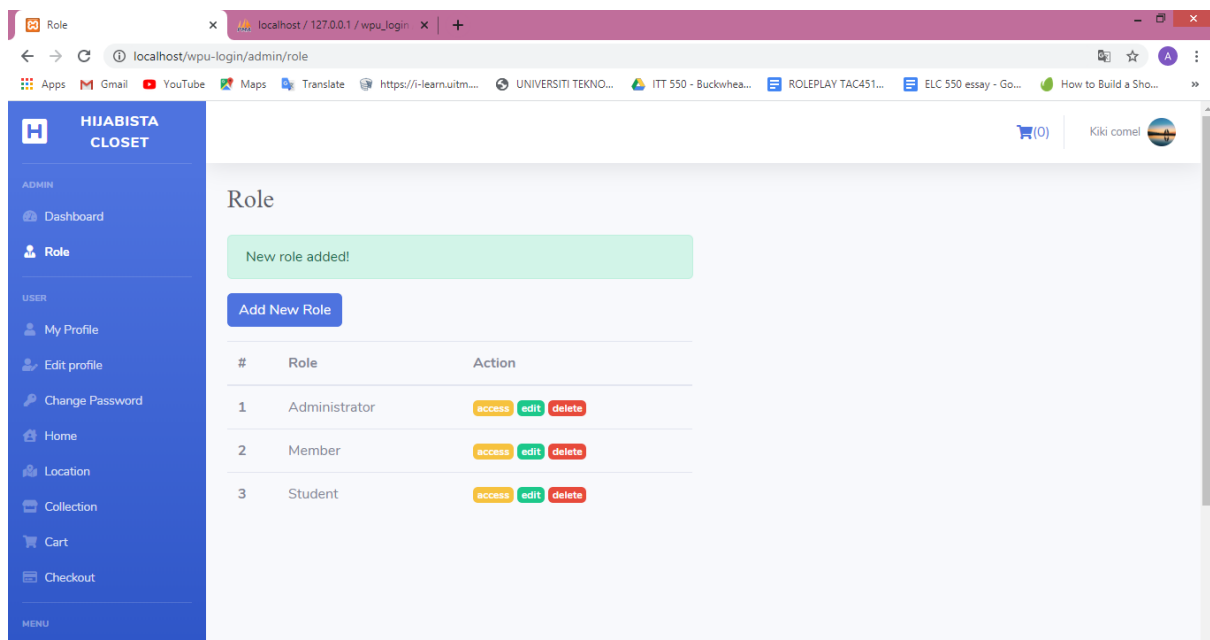 Role
localhost / 127.0.0.1 / wpu_login
localhost/wpu-login/admin/role
A
Apps Gmail YouTube Maps Translate https://i-learn.uitm.... UNIVERSITI TEKNO... ITT 550 - Buckwhea... ROLEPLAY TAC451... ELC 550 essay - Go... How to Build a Sho... »
H HIJABISTA
CLOSET
(0) Kiki comel
ADMIN
Dashboard
Role
USER
My Profile
Edit profile
Change Password
Home
Location
Collection
Cart
Checkout
MENU
Role
New role added!
Add New Role
# Role Action
1 Administrator access edit delete
2 Member access edit delete
3 Student access edit delete